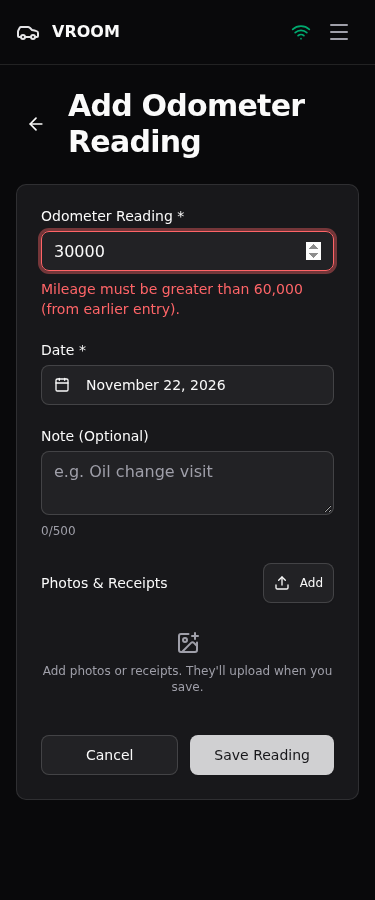 VROOM
Add Odometer
Reading
Odometer Reading *
30000
Mileage must be greater than 60,000
(from earlier entry).
Date *
November 22, 2026
Note (Optional)
e.g. Oil change visit
0/500
Photos & Receipts
Add
Add photos or receipts. They'll upload when you
save.
Cancel
Save Reading